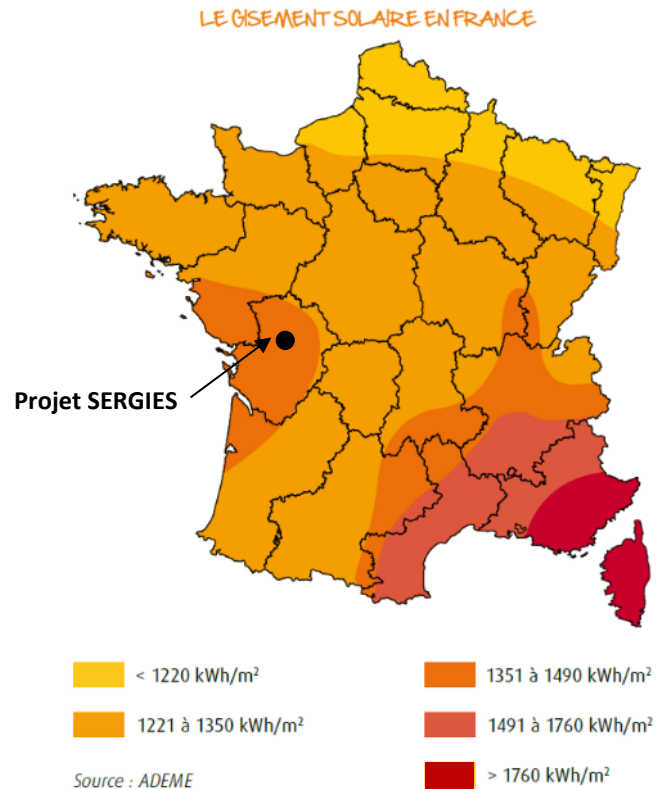 LE GISEMENT SOLAIRE EN FRANCE
Projet SERGIES
< 1220 kWh/m²
1221 à 1350 kWh/m²
Source : ADEME
1351 à 1490 kWh/m²
1491 à 1760 kWh/m²
> 1760 kWh/m²